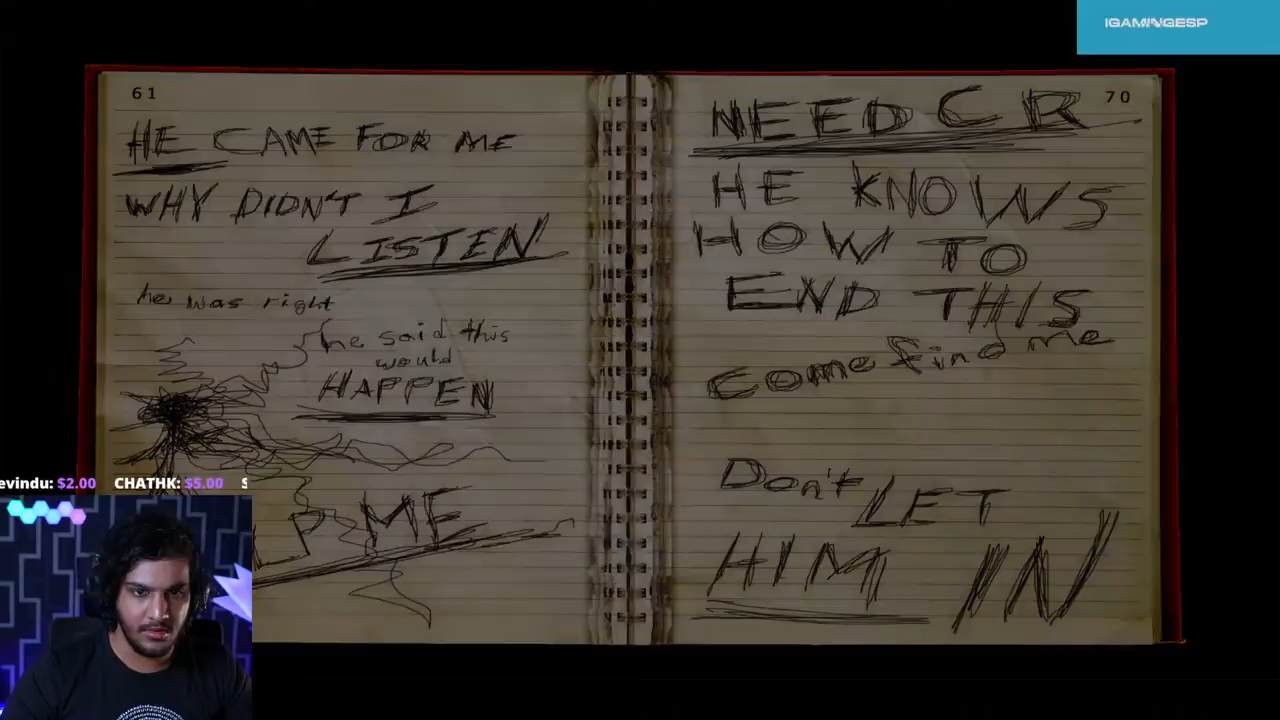 IGAMINGESP
61
HE CAME FOR ME
WHY DIDN'T I
LISTEN
he was right
he said this
would
HAPPEN
LP ME
70
NEED CR
HE KNOWS
HOW TO
END THIS
come find me
Don't LET
HIM IN
evindu: $2.00 CHATHK: $5.00 S